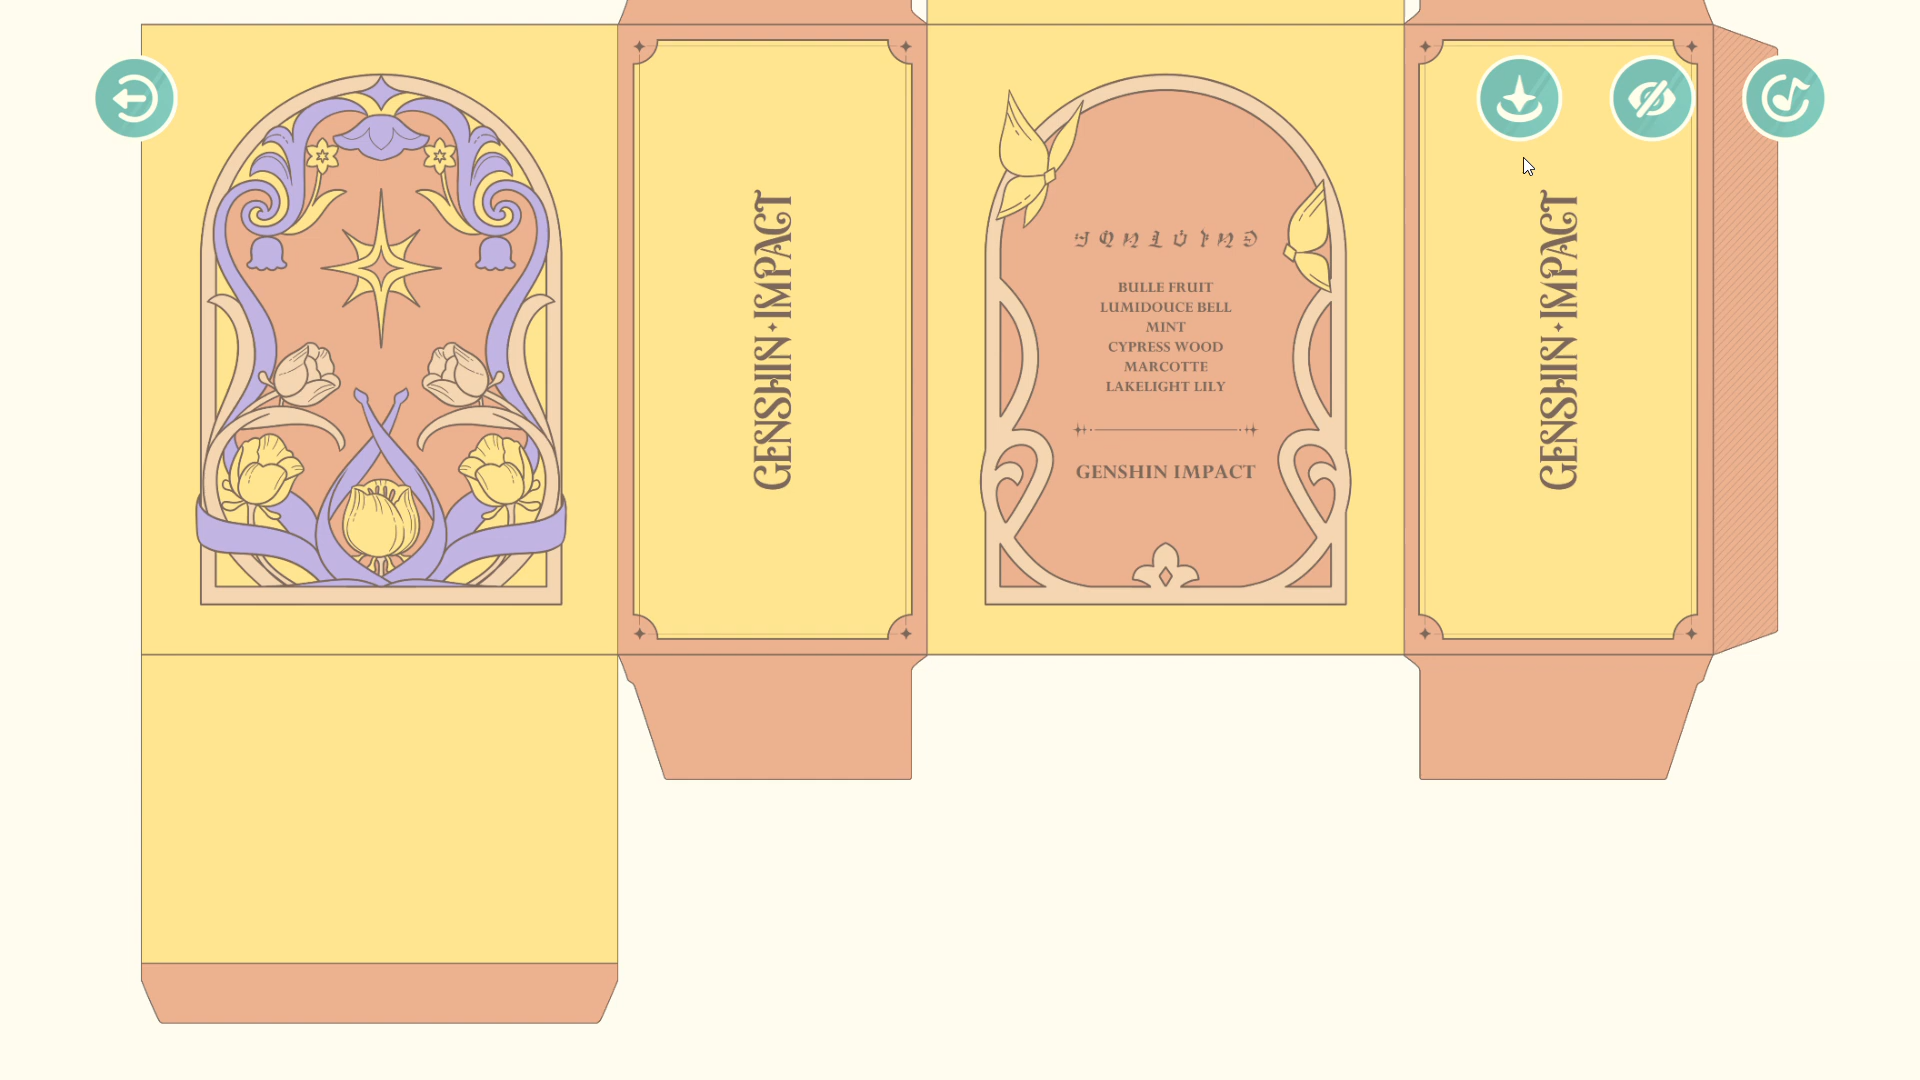 GENSHIN IMPACT
BULLE FRUIT
LUMIDOUCE BELL
MINT
CYPRESS WOOD
MARCOTTE
LAKELIGHT LILY
GENSHIN IMPACT
GENSHIN IMPACT